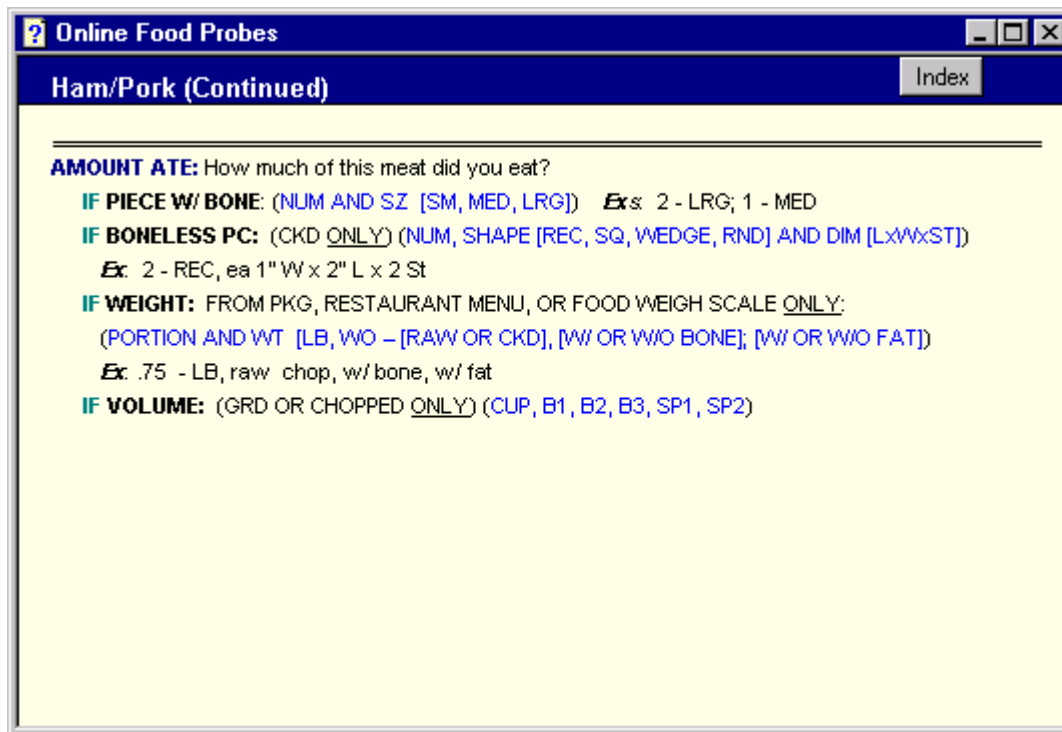 Online Food Probes
Ham/Pork (Continued)
Index
AMOUNT ATE: How much of this meat did you eat?
IF PIECE W/ BONE: (NUM AND SZ [SM, MED, LRG]) Exs. 2 - LRG; 1 - MED
IF BONELESS PC: (CKD ONLY) (NUM, SHAPE [REC, SQ, WEDGE, RND] AND DIM [LxWxST])
Ex. 2 - REC, ea 1" W x 2" L x 2 St
IF WEIGHT: FROM PKG, RESTAURANT MENU, OR FOOD WEIGH SCALE ONLY:
(PORTION AND WT [LB, WO – [RAW OR CKD], [W/ OR W/O BONE]; [W/ OR W/O FAT])
Ex. .75 - LB, raw chop, w/ bone, w/ fat
IF VOLUME: (GRD OR CHOPPED ONLY) (CUP, B1, B2, B3, SP1, SP2)